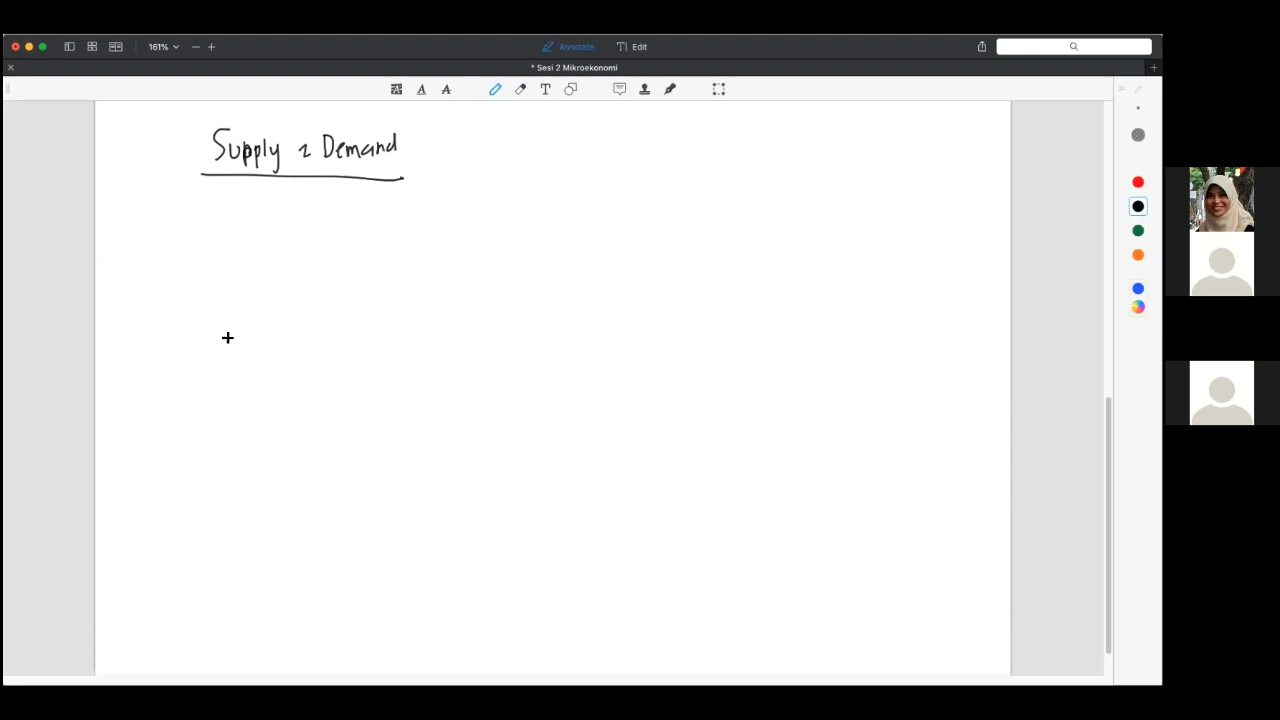 161%
Annotate
Edit
* Sesi 2 Mikroekonomi
Supply & Demand